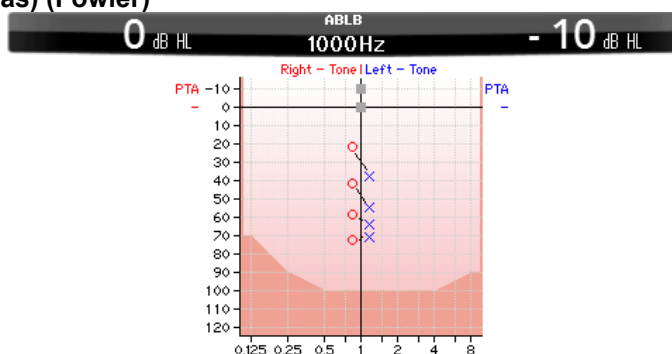 as) (Fowler)
0 dB HL
ABLB
1000Hz
- 10 dB HL
Right - Tone Left - Tone
PTA
-
PTA
-
-10
0
10
20
30
40
50
60
70
80
90
100
110
120
0.125 0.25 0.5 1 2 4 8